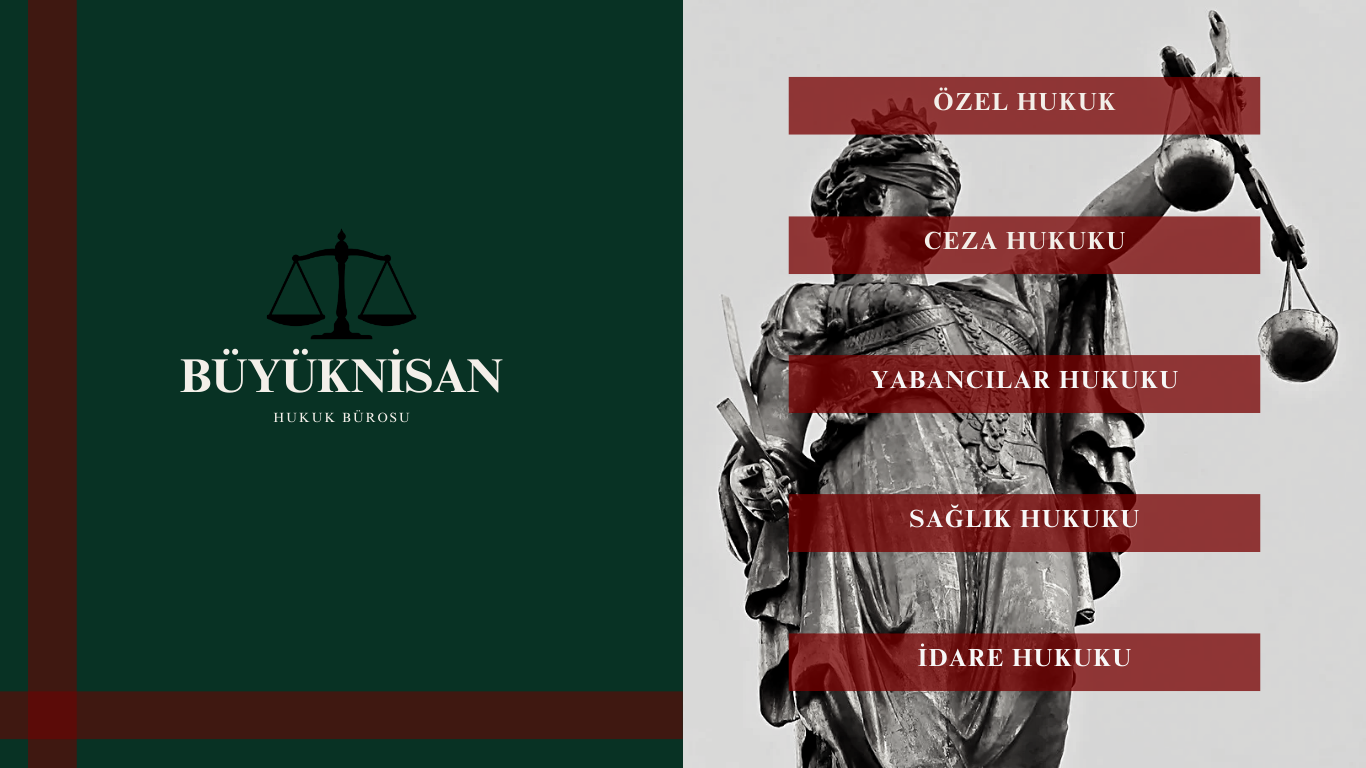 BÜYÜKNİSAN
HUKUK BÜROSU
ÖZEL HUKUK
CEZA HUKUKU
YABANCILAR HUKUKU
SAĞLIK HUKUKU
İDARE HUKUKU